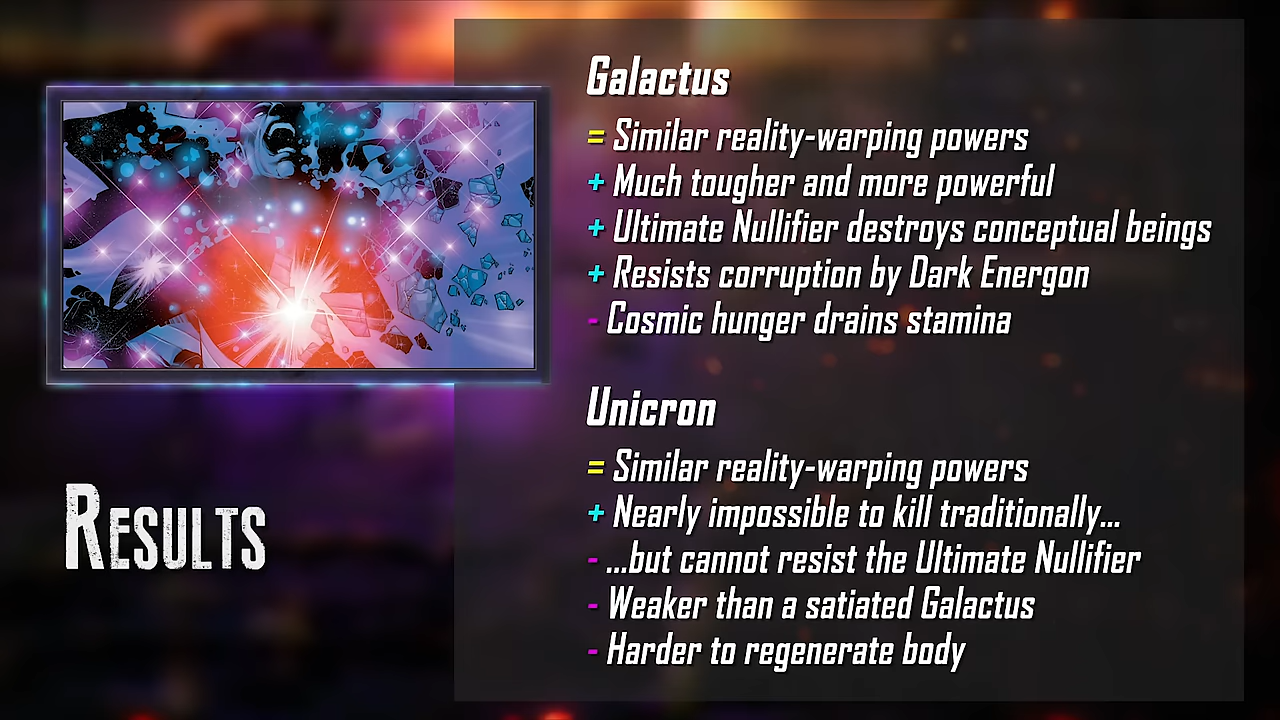 Galactus
= Similar reality-warping powers
+ Much tougher and more powerful
+ Ultimate Nullifier destroys conceptual beings
+ Resists corruption by Dark Energon
- Cosmic hunger drains stamina
Unicron
= Similar reality-warping powers
+ Nearly impossible to kill traditionally...
- ...but cannot resist the Ultimate Nullifier
- Weaker than a satiated Galactus
- Harder to regenerate body
Results